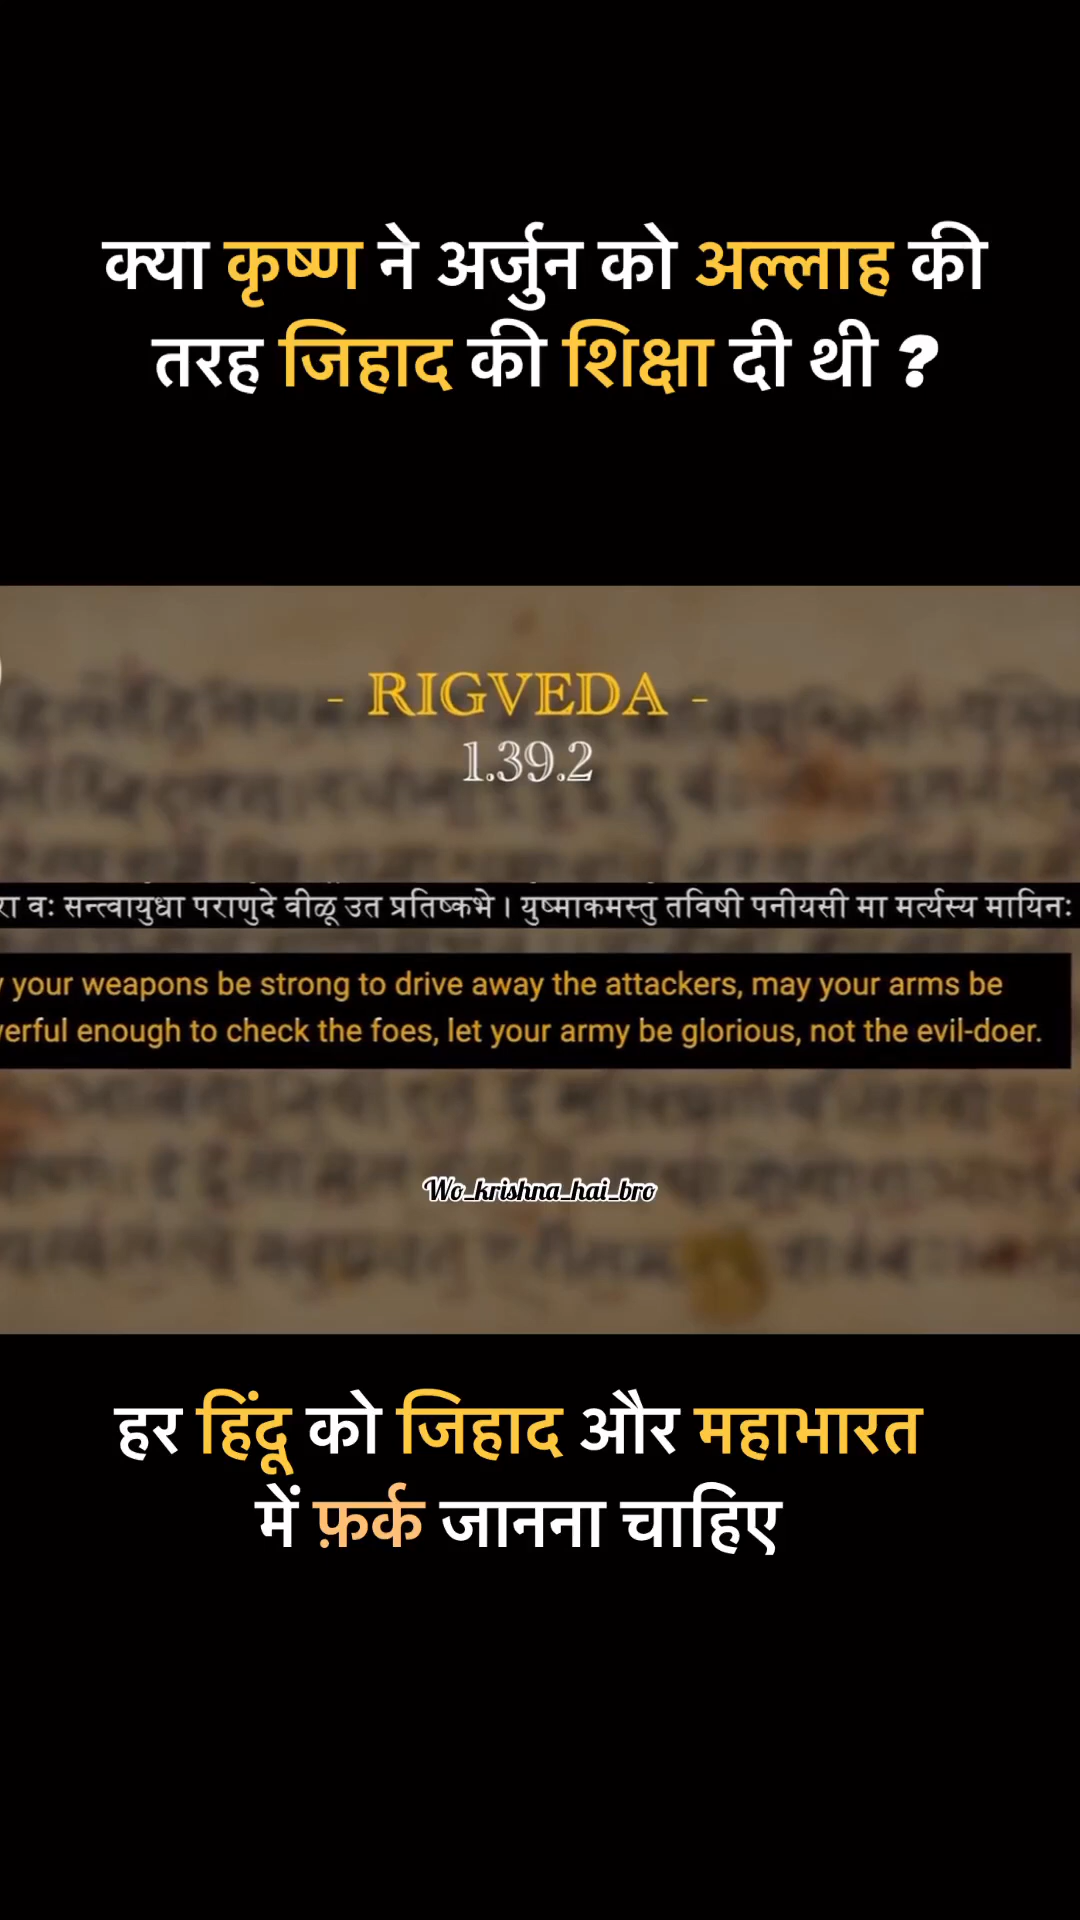 क्या कृष्ण ने अर्जुन को अल्लाह की
तरह जिहाद की शिक्षा दी थी ?
- RIGVEDA -
1.39.2
वः सन्त्वायुधा पराणुदे वीळू उत प्रतिष्कभे । युष्माकमस्तु तविषी पनीयसी मा मर्त्यस्य मायिनः
your weapons be strong to drive away the attackers, may your arms be
enough to check the foes, let your army be glorious, not the evil-doer.
Wo_krishna_hai_bro
हर हिंदू को जिहाद और महाभारत
में फ़र्क जानना चाहिए